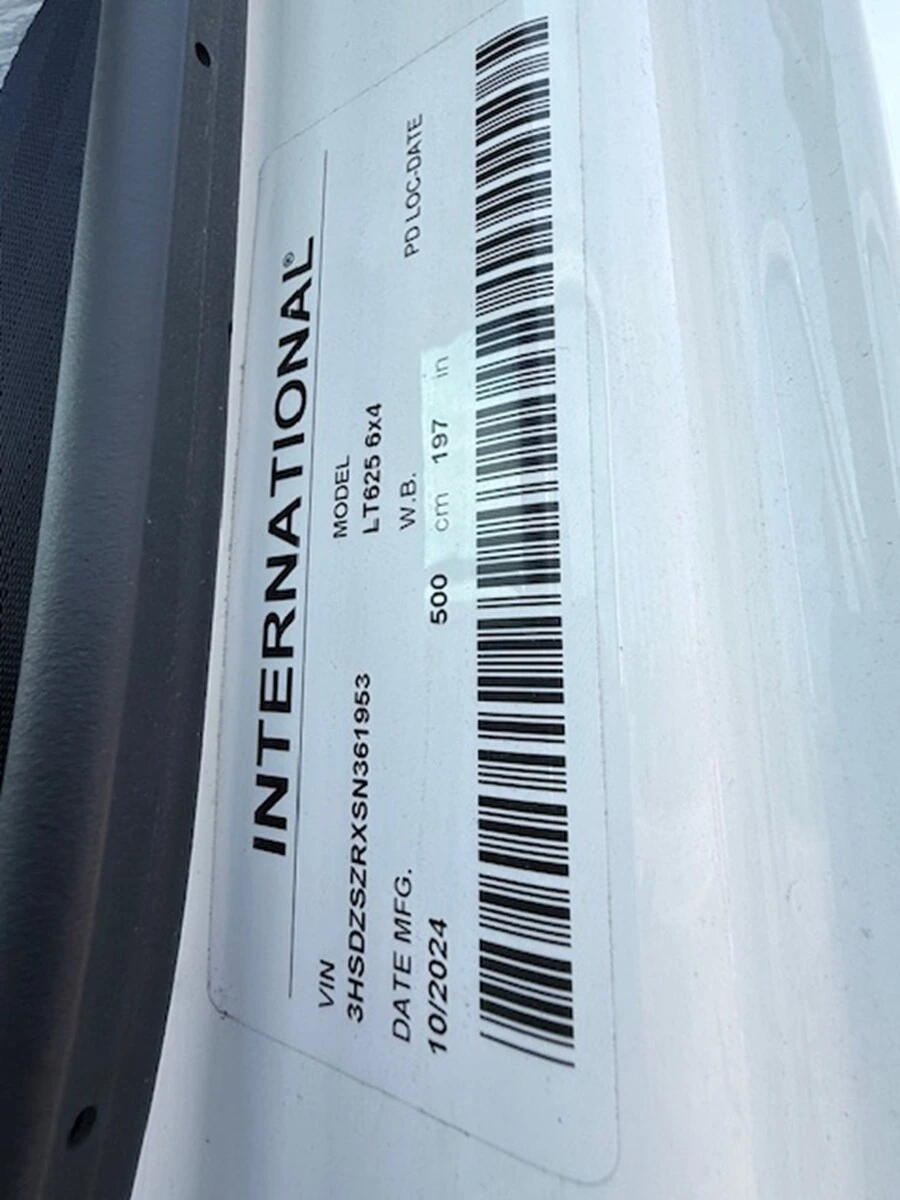 INTERNATIONAL®
VIN
MODEL
3HSDZSZRXSN361953
LT625 6x4
DATE MFG.
W.B.
PD LOC-DATE
10/2024
500 cm 197 in